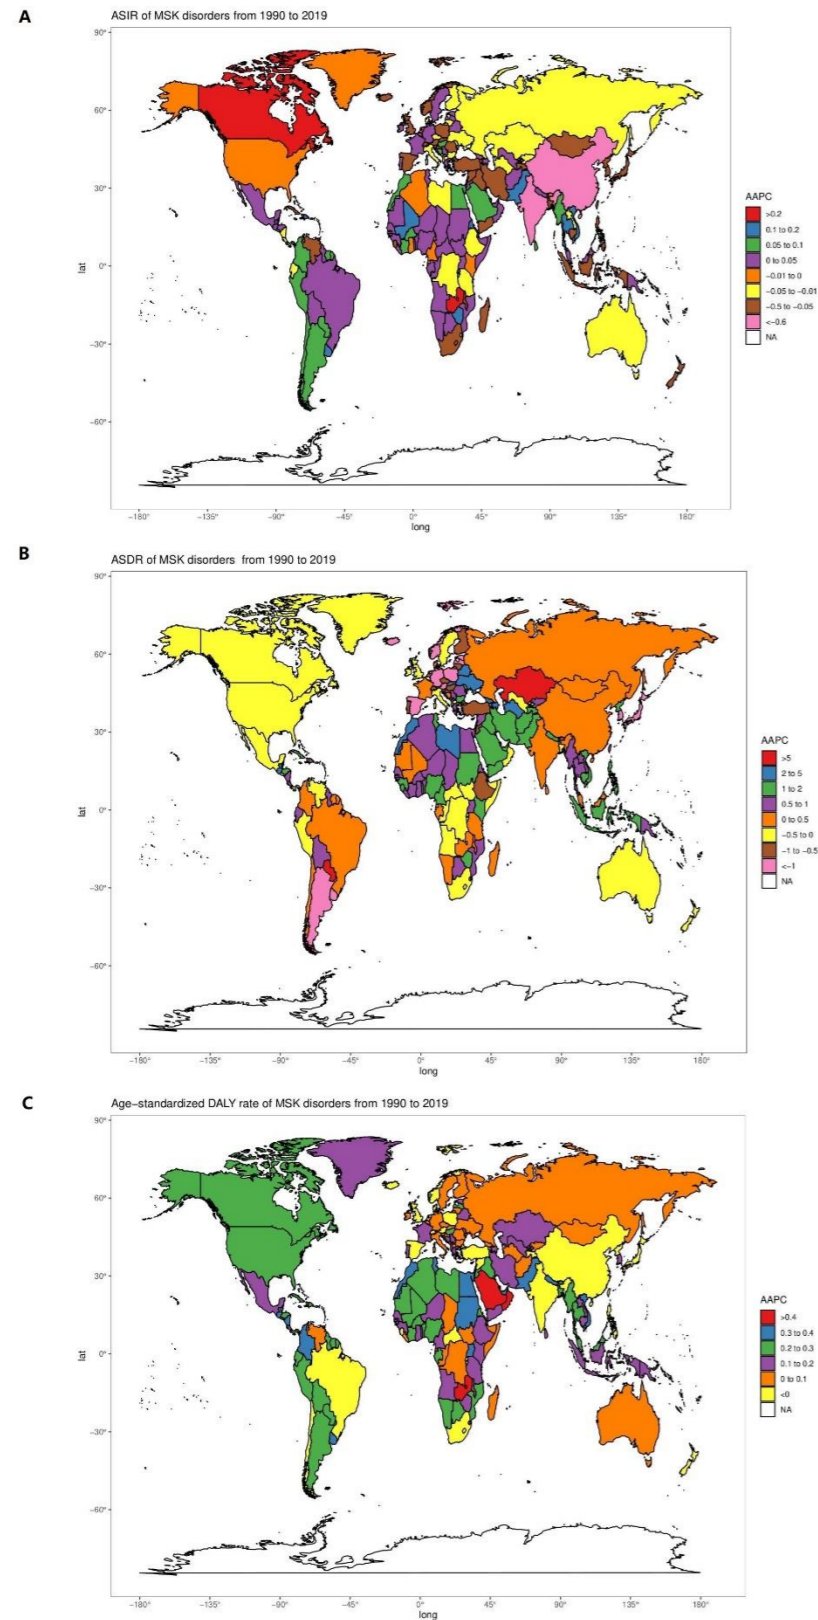 A
ASIR of MSK disorders from 1990 to 2019
90°
60°
30°
0°
−30°
−60°
lat
−180°
−135°
−90°
−45°
0°
45°
90°
135°
180°
long
AAPC
>0.2
0.1 to 0.2
0.05 to 0.1
0 to 0.05
−0.01 to 0
−0.05 to −0.01
−0.5 to −0.05
<−0.6
NA
B
ASDR of MSK disorders from 1990 to 2019
90°
60°
30°
0°
−30°
−60°
lat
−180°
−135°
−90°
−45°
0°
45°
90°
135°
180°
long
AAPC
>5
2 to 5
1 to 2
0.5 to 1
0 to 0.5
−0.5 to 0
−1 to −0.5
<−1
NA
C
Age−standardized DALY rate of MSK disorders from 1990 to 2019
90°
60°
30°
0°
−30°
−60°
lat
−180°
−135°
−90°
−45°
0°
45°
90°
135°
180°
long
AAPC
>0.4
0.3 to 0.4
0.2 to 0.3
0.1 to 0.2
0 to 0.1
<0
NA